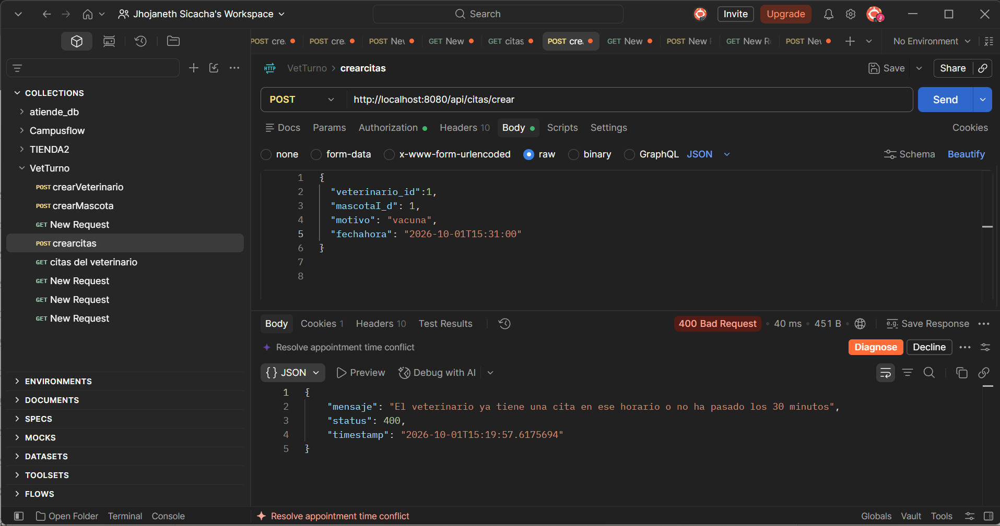 Jhojaneth Sicacha's Workspace
Search
Invite
Upgrade
POST cre
POST cre
POST Nev
GET New
GET citas
POST cre
GET New
POST New
GET New R
POST Nev
No Environment
VetTurno > crearcitas
Save
Share
COLLECTIONS
atiende_db
Campusflow
TIENDA2
VetTurno
POST crearVeterinario
POST crearMascota
GET New Request
POST crearcitas
GET citas del veterinario
GET New Request
GET New Request
GET New Request
ENVIRONMENTS
DOCUMENTS
SPECS
MOCKS
DATASETS
TOOLSETS
FLOWS
HTTP
POST
http://localhost:8080/api/citas/crear
Send
Docs
Params
Authorization
Headers 10
Body
Scripts
Settings
Cookies
none
form-data
x-www-form-urlencoded
raw
binary
GraphQL
JSON
Schema
Beautify
1 {
2 "veterinario_id":1,
3 "mascotaI_d": 1,
4 "motivo": "vacuna",
5 "fechahora": "2026-10-01T15:31:00"
6 }
7
8
Body
Cookies 1
Headers 10
Test Results
400 Bad Request
40 ms
451 B
e.g. Save Response
Resolve appointment time conflict
Diagnose
Decline
{} JSON
Preview
Debug with AI
1 {
2 "mensaje": "El veterinario ya tiene una cita en ese horario o no ha pasado los 30 minutos",
3 "status": 400,
4 "timestamp": "2026-10-01T15:19:57.6175694"
5 }
Open Folder
Terminal
Console
Resolve appointment time conflict
Globals
Vault
Tools